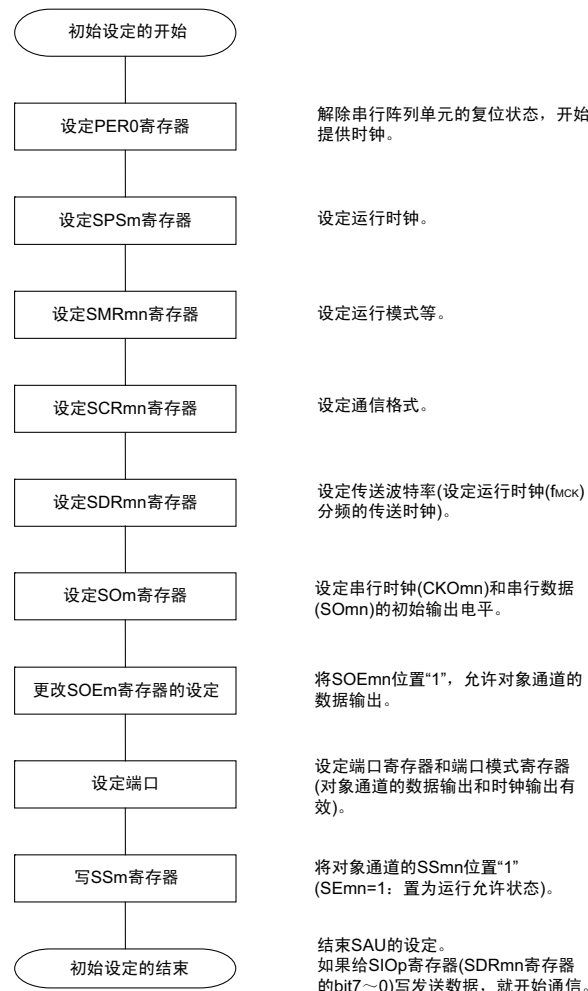 初始设定的开始
设定PER0寄存器
解除串行阵列单元的复位状态，开始
提供时钟。
设定SPSm寄存器
设定运行时钟。
设定SMRmn寄存器
设定运行模式等。
设定SCRmn寄存器
设定通信格式。
设定SDRmn寄存器
设定传送波特率(设定运行时钟(fMCK)
分频的传送时钟)。
设定SOm寄存器
设定串行时钟(CKOmn)和串行数据
(SOmn)的初始输出电平。
更改SOEm寄存器的设定
将SOEmn位置“1”，允许对象通道的
数据输出。
设定端口
设定端口寄存器和端口模式寄存器
(对象通道的数据输出和时钟输出有
效)。
写SSm寄存器
将对象通道的SSmn位置“1”
(SEmn=1：置为运行允许状态)。
初始设定的结束
结束SAU的设定。
如果给SIOp寄存器(SDRmn寄存器
的bit7～0)写发送数据，就开始通信。